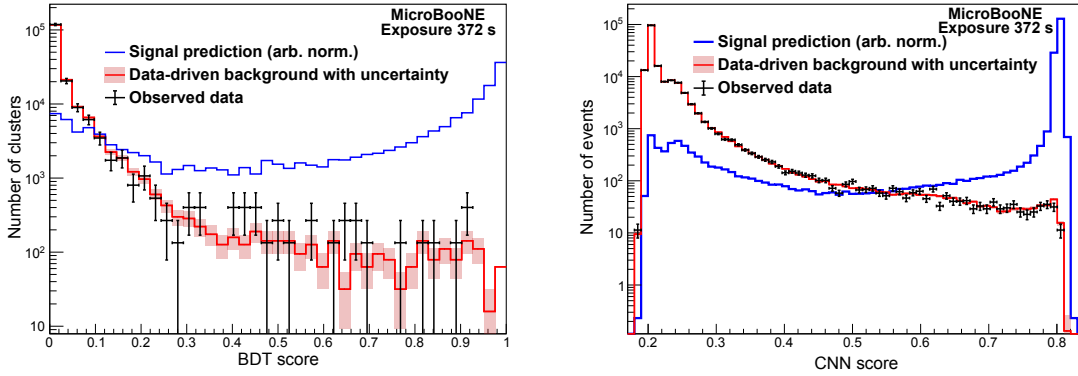 MicroBooNE
Exposure 372 s
Signal prediction (arb. norm.)
Data-driven background with uncertainty
Observed data
Number of clusters
10^5
10^4
10^3
10^2
10
0 0.1 0.2 0.3 0.4 0.5 0.6 0.7 0.8 0.9 1
BDT score
MicroBooNE
Exposure 372 s
Signal prediction (arb. norm.)
Data-driven background with uncertainty
Observed data
Number of events
10^5
10^4
10^3
10^2
10
1
0.2 0.3 0.4 0.5 0.6 0.7 0.8
CNN score